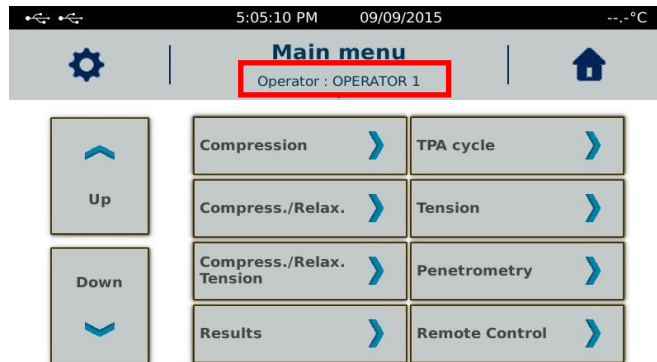 5:05:10 PM 09/09/2015 --.-°C
Main menu
Operator : OPERATOR 1
Up
Down
Compression
TPA cycle
Compress./Relax.
Tension
Compress./Relax.
Tension
Penetrometry
Results
Remote Control